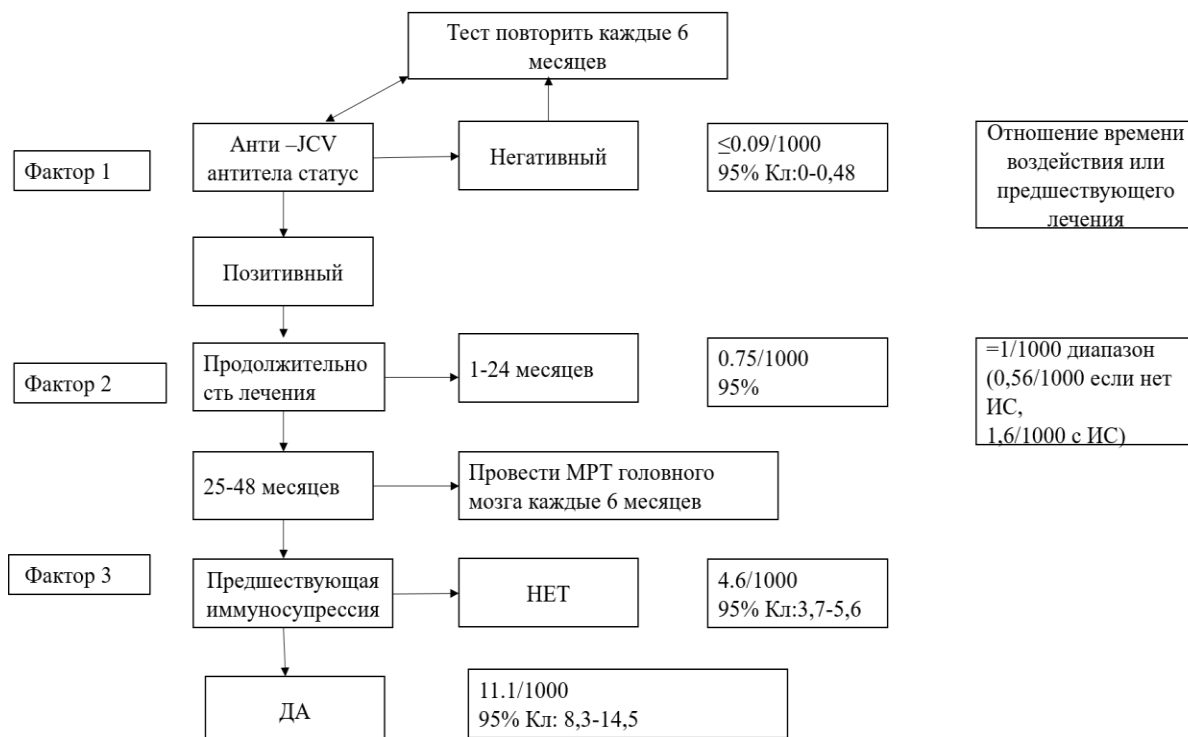 Тест повторить каждые 6
месяцев
Фактор 1
Анти –JCV
антитела статус
Негативный
≤0.09/1000
95% Кл:0-0,48
Отношение времени
воздействия или
предшествующего
лечения
Позитивный
Фактор 2
Продолжительно
сть лечения
1-24 месяцев
0.75/1000
95%
=1/1000 диапазон
(0,56/1000 если нет
ИС,
1,6/1000 с ИС)
25-48 месяцев
Провести МРТ головного
мозга каждые 6 месяцев
Фактор 3
Предшествующая
иммуносупрессия
НЕТ
4.6/1000
95% Кл:3,7-5,6
ДА
11.1/1000
95% Кл: 8,3-14,5